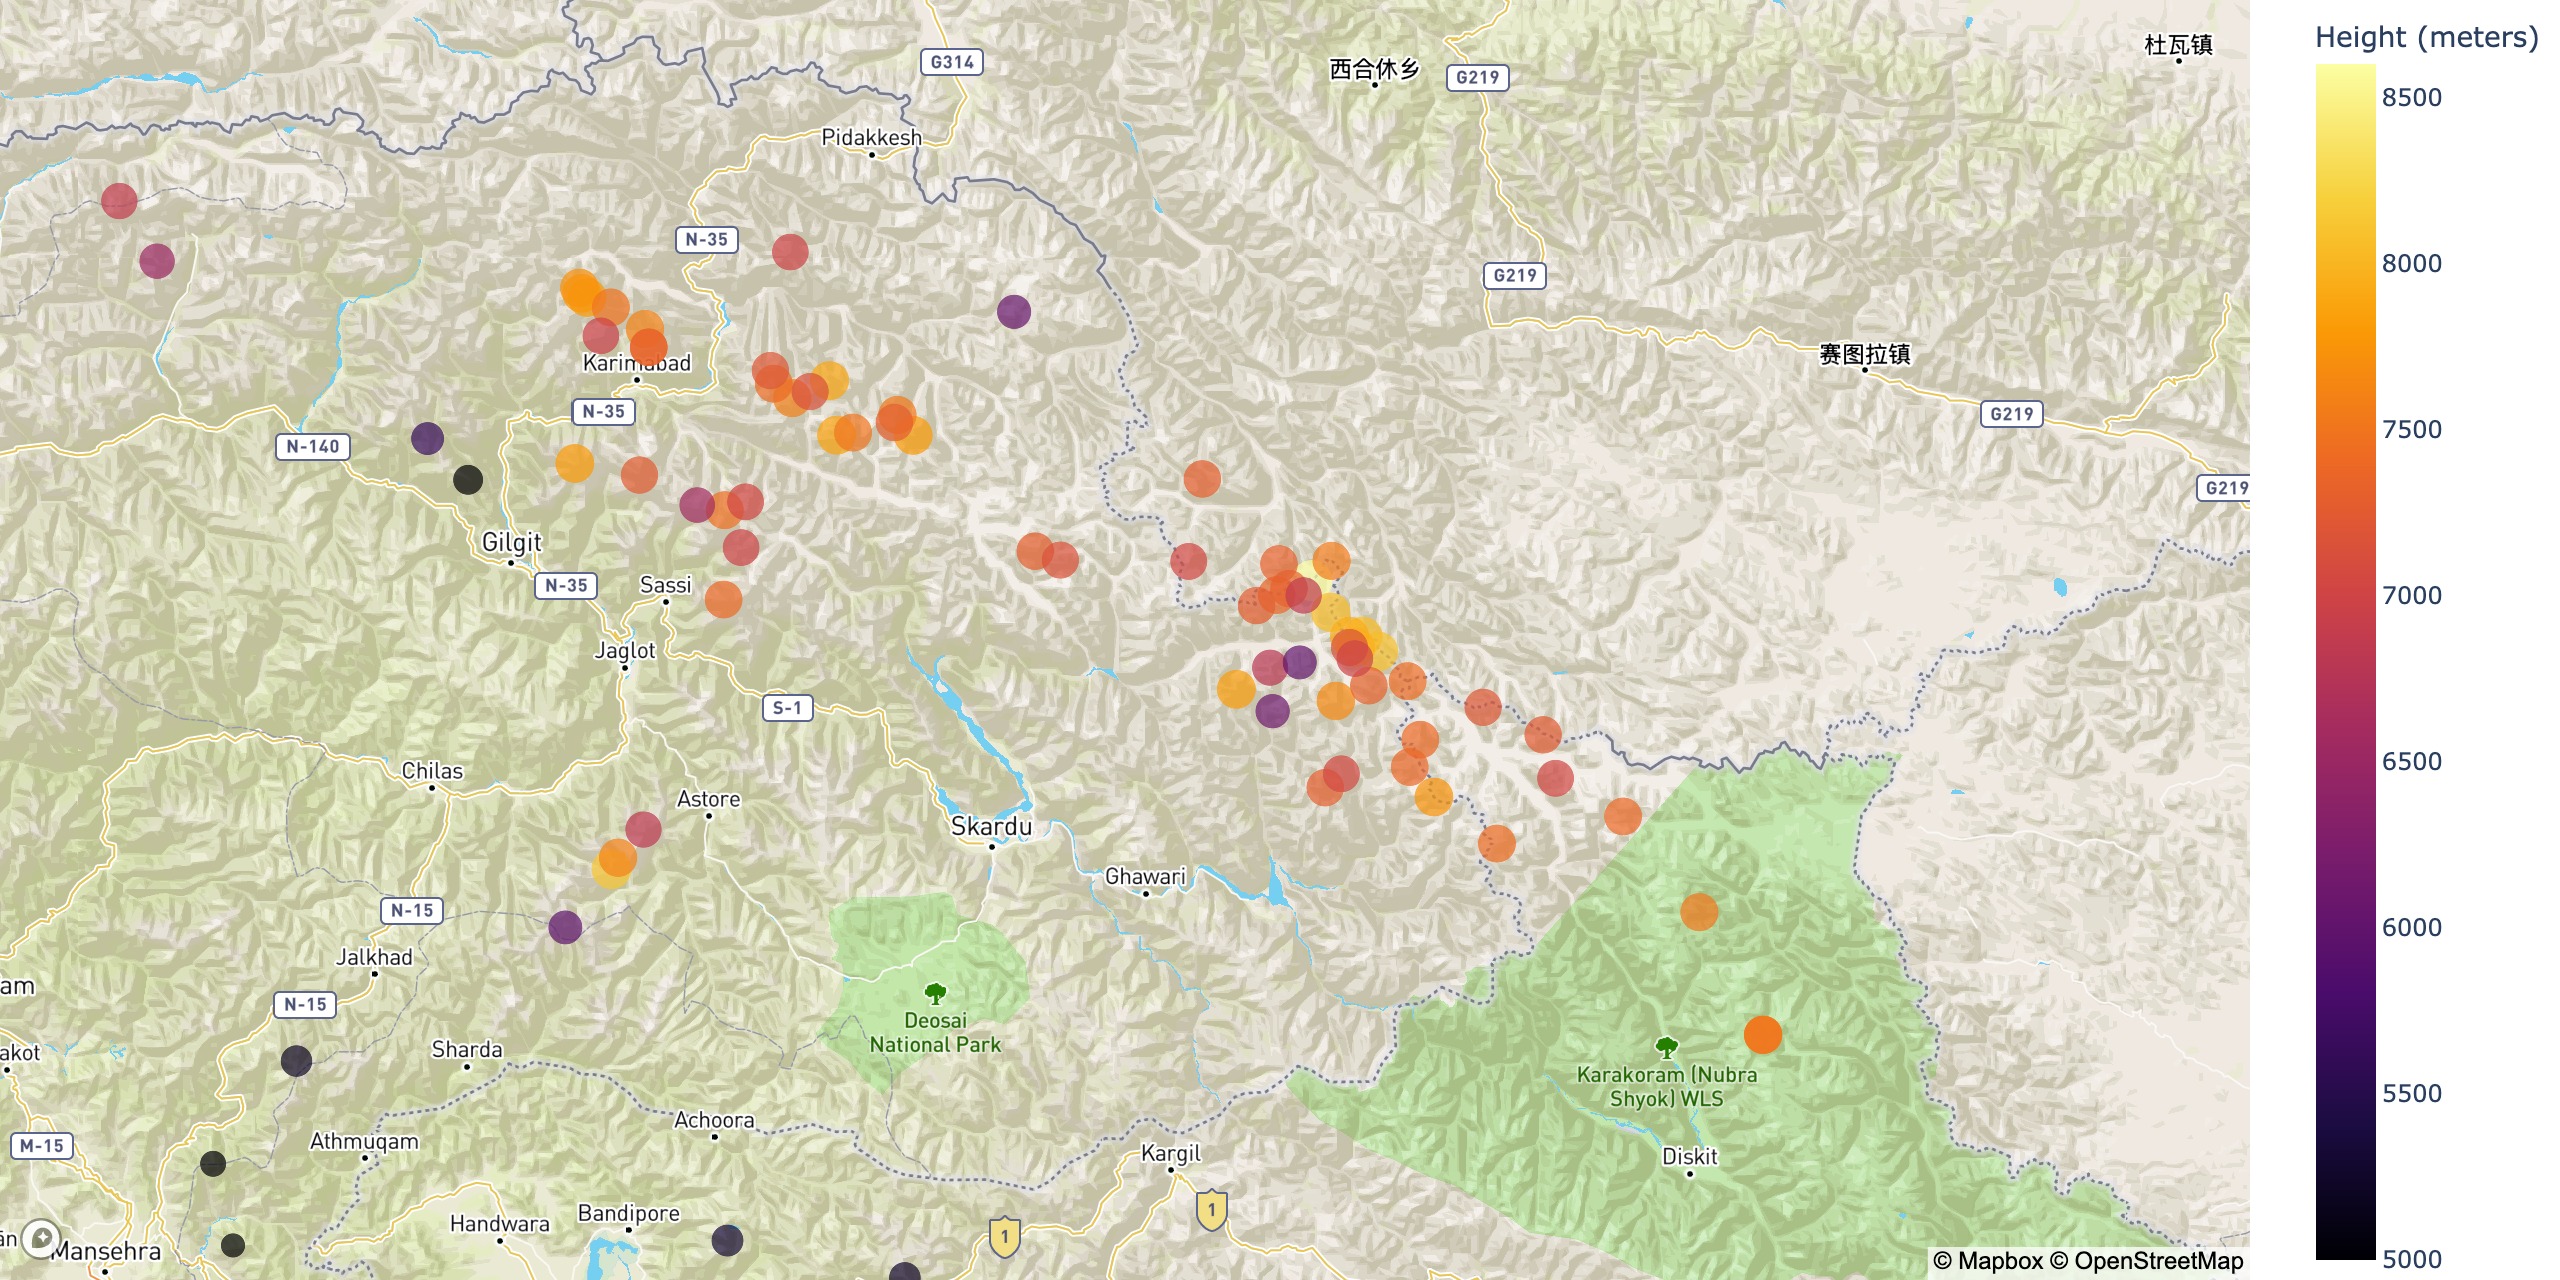 Height (meters)
8500
8000
7500
7000
6500
6000
5500
5000
G314
西合休乡
G219
杜瓦镇
Pidakkesh
N-35
G219
Karimabad
赛图拉镇
N-35
G219
N-140
G219
Gilgit
N-35
Sassi
Jaglot
S-1
Chilas
Astore
Skardu
Ghawari
N-15
Jalkhad
am
N-15
Deosai
National Park
akot
Sharda
Karakoram (Nubra
Shyok) WLS
Achoora
M-15
Athmuqam
Kargil
Diskit
Handwara
Bandipore
1
1
än
Mansehra
© Mapbox © OpenStreetMap